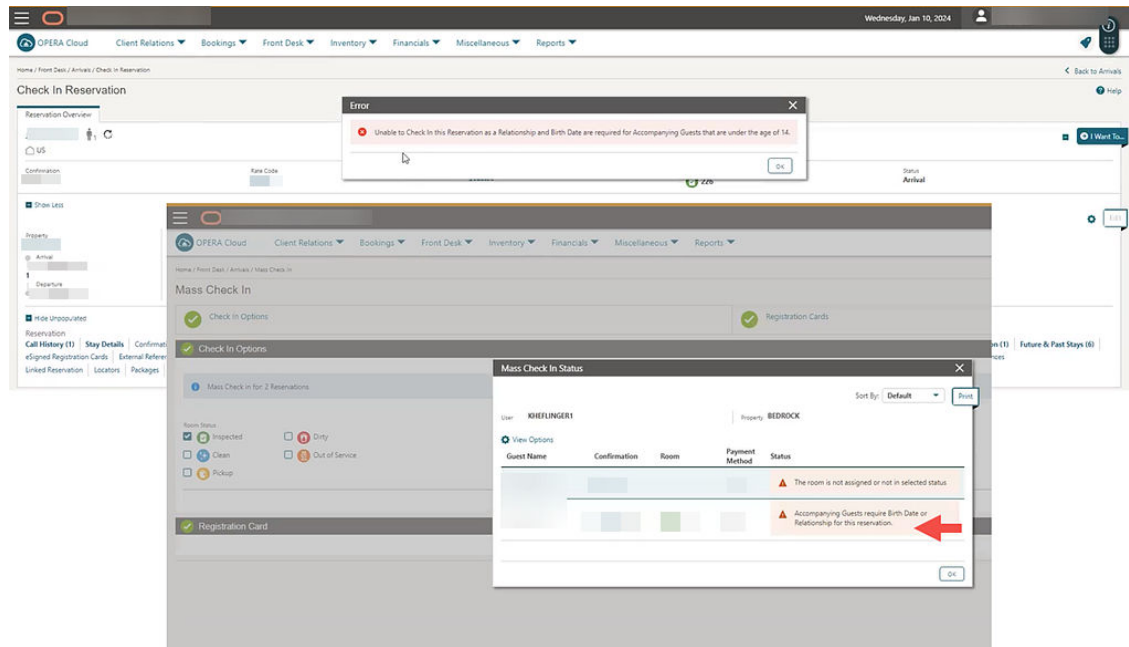 Wednesday, Jan 10, 2024
OPERA Cloud Client Relations Bookings Front Desk Inventory Financials Miscellaneous Reports
Home / Front Desk / Arrivals / Check In Reservation
Back to Arrivals
Check In Reservation
Help
Reservation Overview
Error
Unable to Check In this Reservation as a Relationship and Birth Date are required for Accompanying Guests that are under the age of 14.
OK
1
I Want To...
US
Confirmation
Rate Code
Status
226
Arrival
Show Less
Edit
Property
Arrival
1
Departure
Hide Unpopulated
Reservation
Call History (1) Stay Details
(1) Future & Past Stays (6)
eSigned Registration Cards External
Linked Reservation Locators Packages
OPERA Cloud Client Relations Bookings Front Desk Inventory Financials Miscellaneous Reports
Home / Front Desk / Arrivals / Mass Check In
Mass Check In
Check In Options
Registration Cards
Check In Options
Mass Check In for 2 Reservations
Room Status
Inspected Dirty
Clean Out of Service
Pickup
Registration Card
Mass Check In Status
Sort By: Default Print
User KHEFLINGER1 Property BEDROCK
View Options
Guest Name Confirmation Room Payment Method Status
The room is not assigned or not in selected status
Accompanying Guests require Birth Date or
Relationship for this reservation.
OK